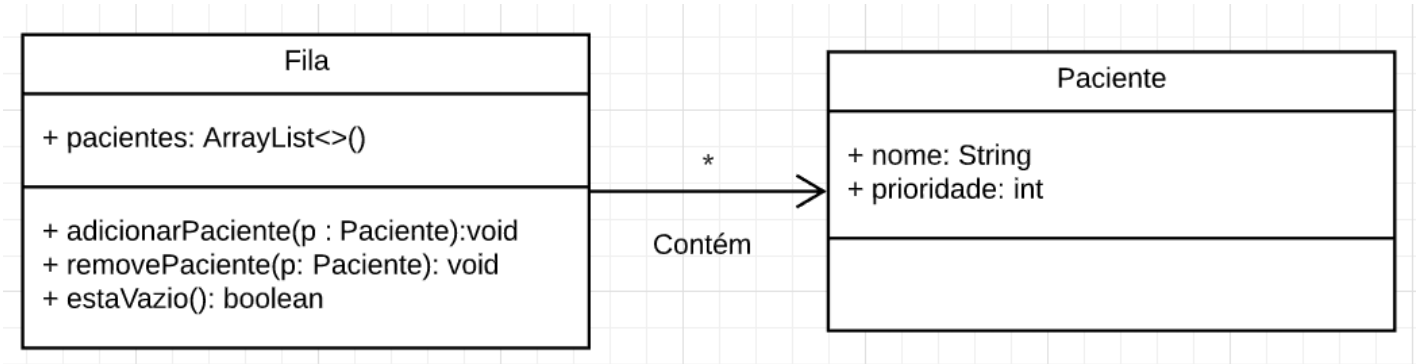 Fila
+ pacientes: ArrayList<>()
+ adicionarPaciente(p : Paciente):void
+ removePaciente(p: Paciente): void
+ estaVazio(): boolean
*
Contém
Paciente
+ nome: String
+ prioridade: int